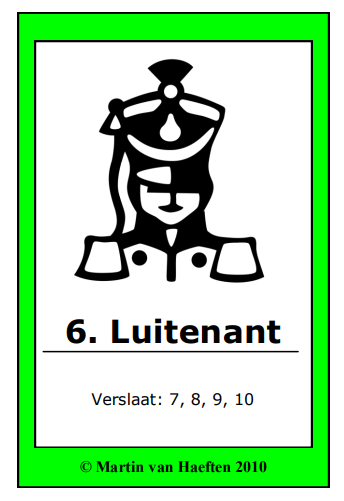 6. Luitenant
Verslaat: 7, 8, 9, 10
© Martin van Haeften 2010